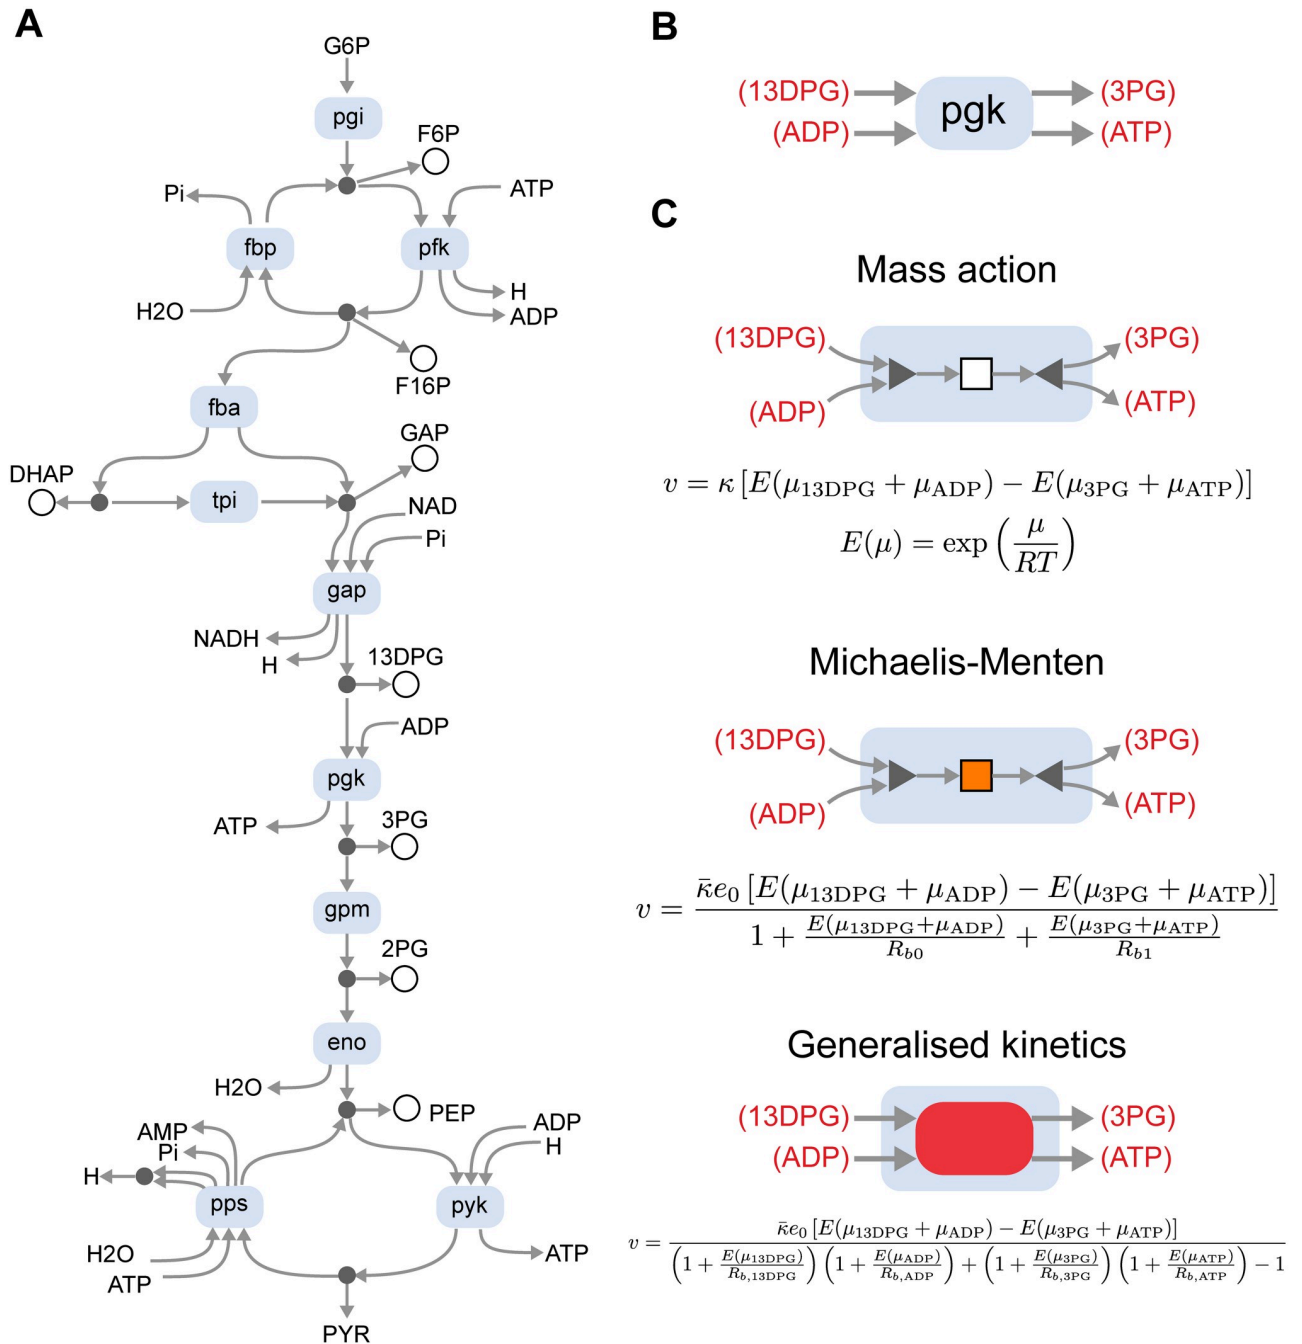 A
G6P
pgi
F6P
Pi
ATP
fbp
pfk
H2O
H
ADP
F16P
fba
GAP
DHAP
tpi
NAD
Pi
gap
NADH
H
13DPG
ADP
pgk
ATP
3PG
gpm
2PG
eno
H2O
PEP
ADP
H
AMP
Pi
H
pps
pyk
H2O
ATP
ATP
PYR
B
(13DPG)
(ADP)
pgk
(3PG)
(ATP)
C
Mass action
(13DPG)
(ADP)
(3PG)
(ATP)
v = κ [E(μ13DPG + μADP) − E(μ3PG + μATP)]
E(μ) = exp (μ/RT)
Michaelis-Menten
(13DPG)
(ADP)
(3PG)
(ATP)
v = κ̄e0 [E(μ13DPG + μADP) − E(μ3PG + μATP)] / 1 + E(μ13DPG+μADP)/Rb0 + E(μ3PG+μATP)/Rb1
Generalised kinetics
(13DPG)
(ADP)
(3PG)
(ATP)
v = κ̄e0 [E(μ13DPG + μADP) − E(μ3PG + μATP)] / (1 + E(μ13DPG)/Rb,13DPG) (1 + E(μADP)/Rb,ADP) + (1 + E(μ3PG)/Rb,3PG) (1 + E(μATP)/Rb,ATP) − 1